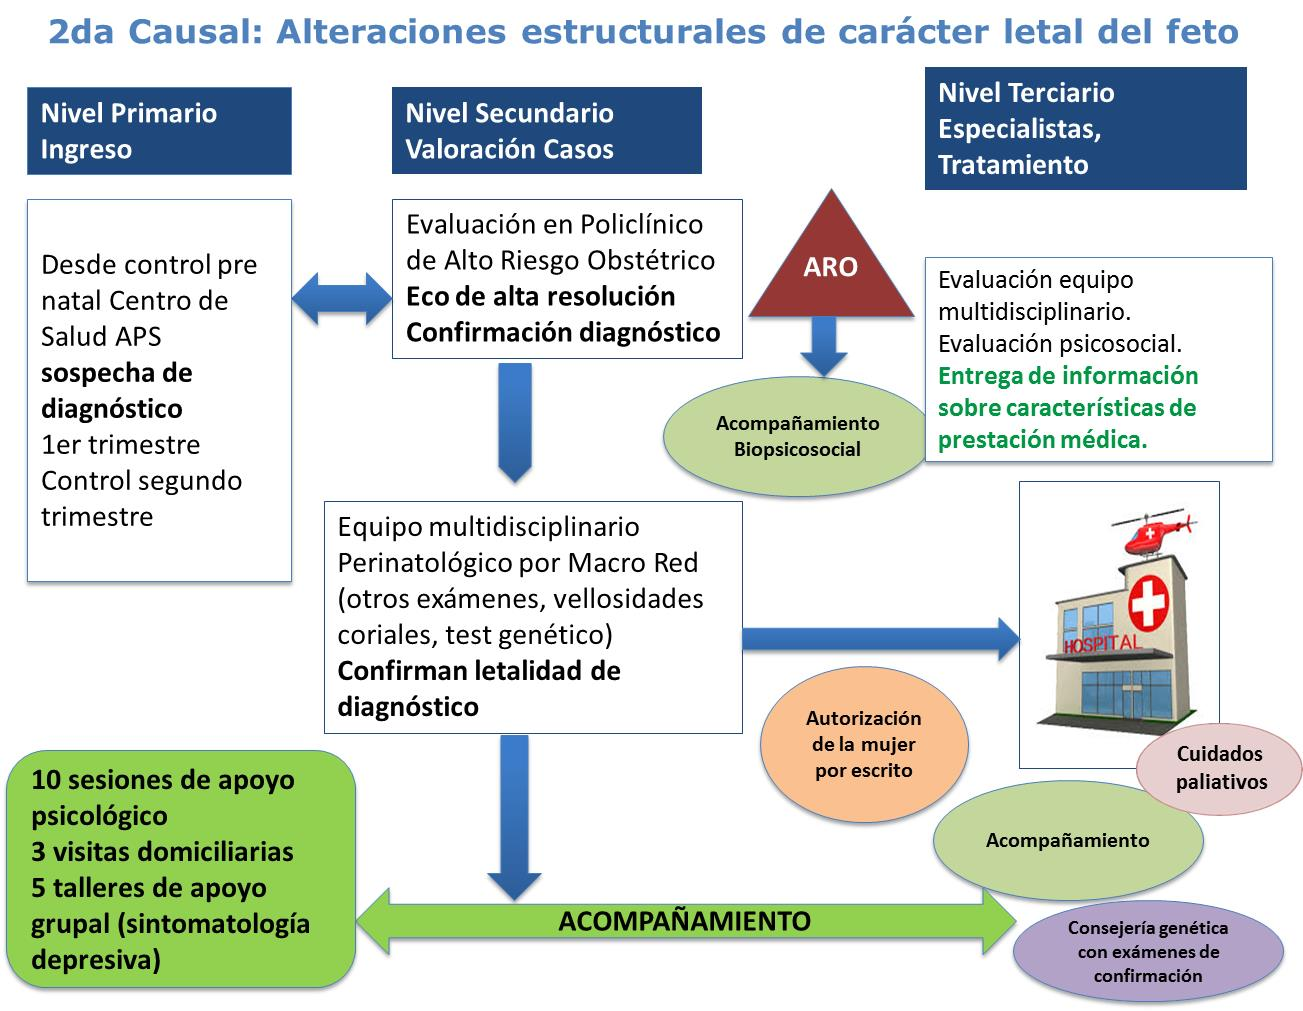 2da Causal: Alteraciones estructurales de carácter letal del feto
Nivel Primario
Ingreso
Nivel Secundario
Valoración Casos
Nivel Terciario
Especialistas,
Tratamiento
Desde control pre
natal Centro de
Salud APS
sospecha de
diagnóstico
1er trimestre
Control segundo
trimestre
Evaluación en Policlínico
de Alto Riesgo Obstétrico
Eco de alta resolución
Confirmación diagnóstico
ARO
Acompañamiento
Biopsicosocial
Evaluación equipo
multidisciplinario.
Evaluación psicosocial.
Entrega de información
sobre características de
prestación médica.
Equipo multidisciplinario
Perinatológico por Macro Red
(otros exámenes, vellosidades
coriales, test genético)
Confirman letalidad de
diagnóstico
HOSPITAL
Autorización
de la mujer
por escrito
Cuidados
paliativos
Acompañamiento
10 sesiones de apoyo
psicológico
3 visitas domiciliarias
5 talleres de apoyo
grupal (sintomatología
depresiva)
ACOMPAÑAMIENTO
Consejería genética
con exámenes de
confirmación